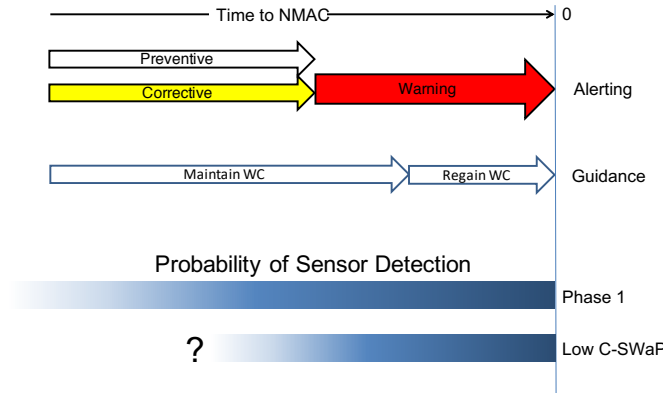 Time to NMAC
0
Preventive
Corrective
Warning
Alerting
Maintain WC
Regain WC
Guidance
Probability of Sensor Detection
Phase 1
?
Low C-SWaP